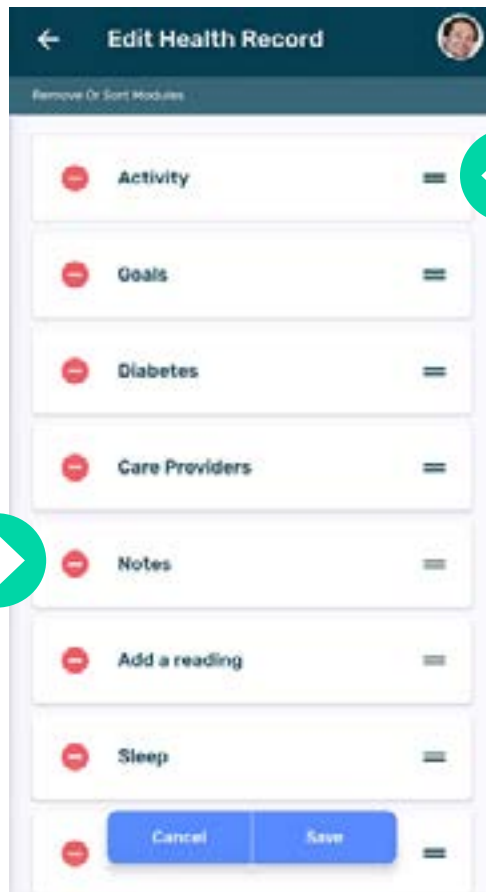 Edit Health Record
Remove Or Sort Modules
Activity
Goals
Diabetes
Care Providers
Notes
Add a reading
Sleep
Cancel Save